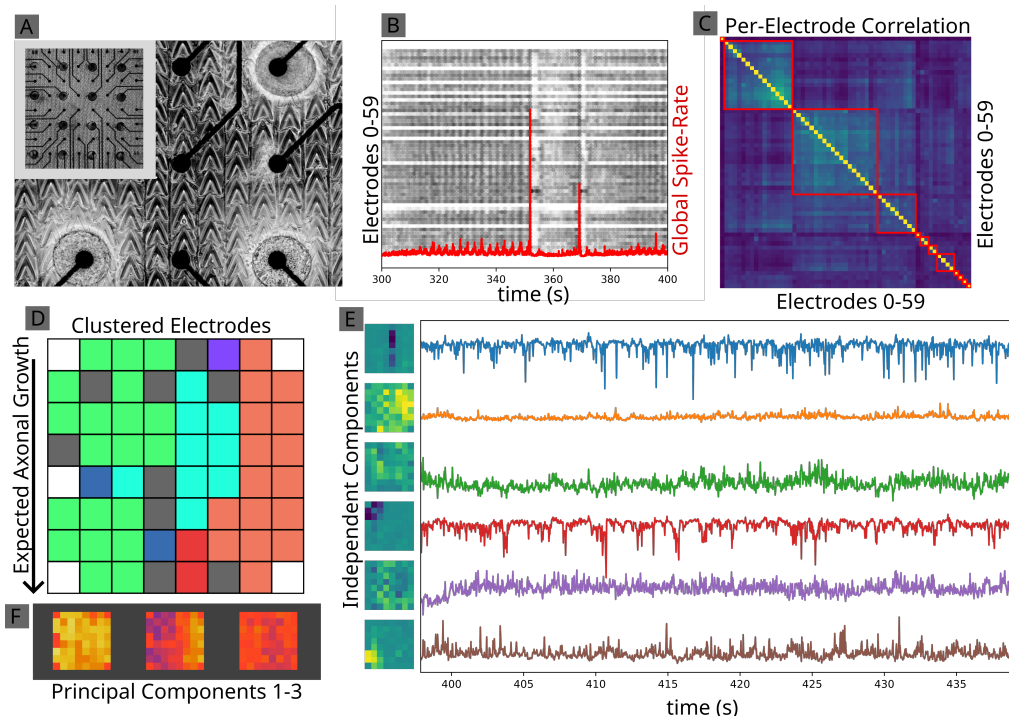 A
B
Electrodes 0-59
Global Spike-Rate
300
320
340
360
380
400
time (s)
C
Per-Electrode Correlation
Electrodes 0-59
Electrodes 0-59
D
Clustered Electrodes
Expected Axonal Growth
E
Independent Components
400
405
410
415
420
425
430
435
time (s)
F
Principal Components 1-3